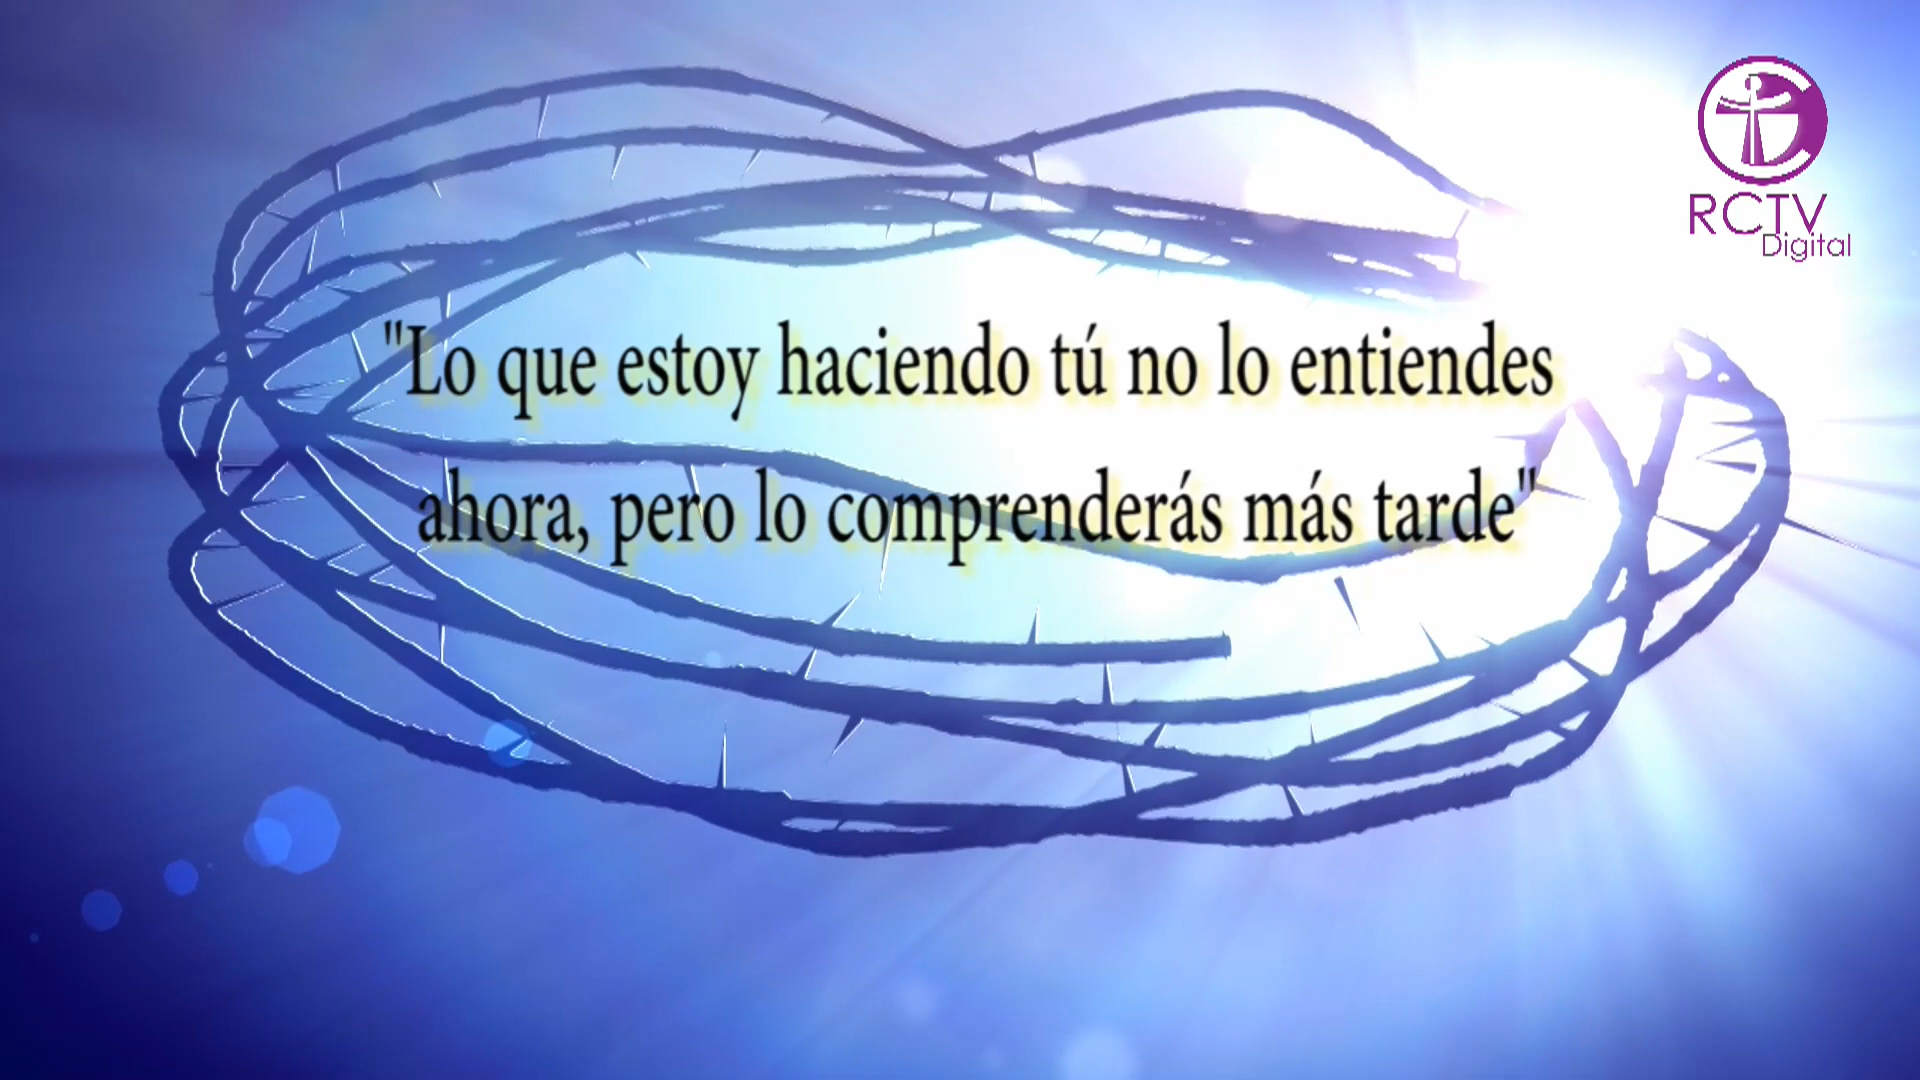 RCTV
Digital
"Lo que estoy haciendo tú no lo entiendes
ahora, pero lo comprenderás más tarde"